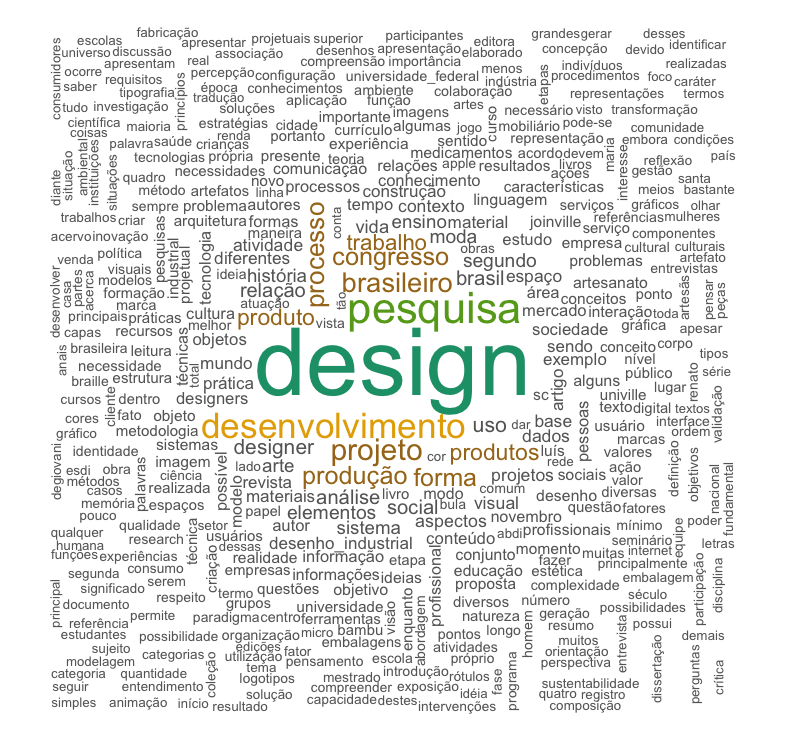 fabricação
escolas apresentar projetuais superior participantes grandes gerar desses
universo discussão associação desenhos apresentação editora concepção devido identificar
consumidores apresentam real compreensão importância elaborado
ocorre percepção configuração universidade_federal menos indivíduos realizadas
saber requisitos época conhecimentos ambiente colaboração indústria etapas procedimentos foco caráter
tipografia princípios tradução aplicação função artes representações termos
tudo investigação soluções imagens curso necessário visto transformação
científica maioria estratégias cidade importante algumas jogo mobiliário pode-se comunidade
coisas renda currículo representação embora condições
palavra saúde crianças portanto experiência sentido
ambiental instituições tecnologias própria presente teoria relações medicamentos acordo devem maria interesse reflexão país
situação situações necessidades comunicação apple resultados livros gestão
diante quadro novo processos conhecimento ações santa
método artefatos linha construção características meios bastante
sempre problema autores tempo contexto linguagem serviços gráficos olhar
trabalhos criar arquitetura formas processo conta vida ensino material joinville referências mulheres
acervo inovação maneira trabalho moda estudo empresa serviço componentes
política pesquisas industrial projetual tecnologia atividade obras cultural culturais
venda diferentes congresso segundo problemas artefato
visuais ideia história brasileiro brasil espaço entrevistas
desenvolver casa partes acerca modelos relação artesanato artesãs pensar peças
formação atuação tão área conceitos ponto
marca cultura pesquisa mercado interação toda
principais práticas melhor produto vista sociedade gráfica apesar
capas recursos objetos design
anais brasileira leitura técnicas sendo conceito corpo
necessidade total mundo exemplo nível tipos
braille estrutura prática artigo alguns público renato série
cursos dentro designers sc univille lugar
cores fato objeto cliente desenvolvimento uso dar base texto digital textos validação
gráfico metodologia pessoas usuário interface ordem
identidade sistemas designer projeto cor produtos dados luís marcas
degiovani esdi obra imagem lado arte rede valores
métodos palavras ciência possível produção forma projetos sociais ação definição objetivos
casos realizada revista comum valor
memória espaços modelo materiais análise livro modo desenho diversas nacional fundamental
pouco papel elementos social bula visual questão fatores
qualquer qualidade setor autor sistema aspectos novembro mínimo poder
humana research técnica usuários abdi profissionais seminário letras
funções experiências dessas desenho_industrial conteúdo momento muitas internet equipe
consumo realidade informação etapa conjunto fazer principalmente
segunda criação empresas informações ideias profissional educação estética embalagem participação disciplina
significado serem termo questões objetivo proposta complexidade século
principal documento respeito grupos universidade visão enquanto abordagem diversos número possibilidades
referência permite paradigma centro ferramentas natureza geração possui
estudantes possibilidade organização micro bambu pontos longo homem resumo
sujeito edições embalagens atividades muitos entrevista demais
modelagem categorias utilização fator escola próprio orientação
tema pensamento introdução perspectiva dissertação perguntas crítica
categoria quantidade coleção logotipos mestrado rótulos fase programa sustentabilidade
seguir entendimento solução compreender exposição idéia quatro registro
simples animação início resultado capacidade destes intervenções composição